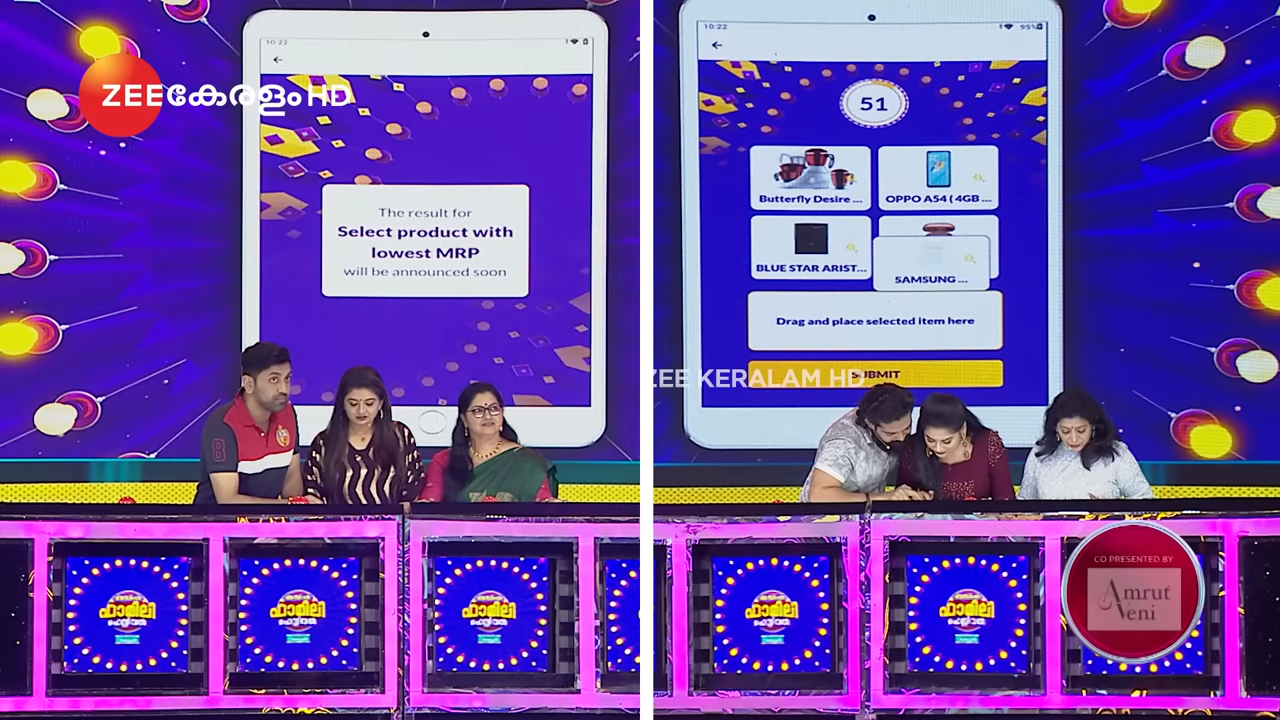 ZEEകേരളം HD
10:22
The result for
Select product with
lowest MRP
will be announced soon
8
10:22
95%
51
Butterfly Desire ...
OPPO A54 ( 4GB ...
BLUE STAR ARIST...
SAMSUNG ...
Drag and place selected item here
SUBMIT
ZEE KERALAM HD
ഫാമിലി
ഫാമിലി
ഫാമിലി
ഫാമിലി
ഫാമിലി
CO PRESENTED BY
Amrut
Veni